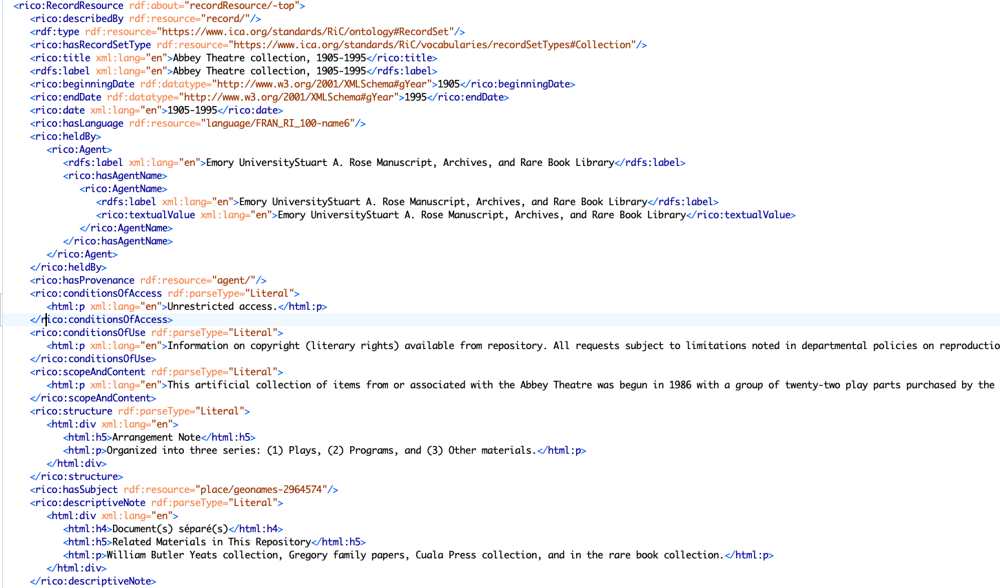 <rico:RecordResource rdf:about="recordResource/-top">
<rico:describedBy rdf:resource="record/"/>
<rdf:type rdf:resource="https://www.ica.org/standards/RiC/ontology#RecordSet"/>
<rico:hasRecordSetType rdf:resource="https://www.ica.org/standards/RiC/vocabularies/recordSetTypes#Collection"/>
<rico:title xml:lang="en">Abbey Theatre collection, 1905-1995</rico:title>
<rdfs:label xml:lang="en">Abbey Theatre collection, 1905-1995</rdfs:label>
<rico:beginningDate rdf:datatype="http://www.w3.org/2001/XMLSchema#gYear">1905</rico:beginningDate>
<rico:endDate rdf:datatype="http://www.w3.org/2001/XMLSchema#gYear">1995</rico:endDate>
<rico:date xml:lang="en">1905-1995</rico:date>
<rico:hasLanguage rdf:resource="language/FRAN_RI_100-name6"/>
<rico:heldBy>
<rico:Agent>
<rdfs:label xml:lang="en">Emory UniversityStuart A. Rose Manuscript, Archives, and Rare Book Library</rdfs:label>
<rico:hasAgentName>
<rico:AgentName>
<rdfs:label xml:lang="en">Emory UniversityStuart A. Rose Manuscript, Archives, and Rare Book Library</rdfs:label>
<rico:textualValue xml:lang="en">Emory UniversityStuart A. Rose Manuscript, Archives, and Rare Book Library</rico:textualValue>
</rico:AgentName>
</rico:hasAgentName>
</rico:Agent>
</rico:heldBy>
<rico:hasProvenance rdf:resource="agent/"/>
<rico:conditionsOfAccess rdf:parseType="Literal">
<html:p xml:lang="en">Unrestricted access.</html:p>
</rico:conditionsOfAccess>
<rico:conditionsOfUse rdf:parseType="Literal">
<html:p xml:lang="en">Information on copyright (literary rights) available from repository. All requests subject to limitations noted in departmental policies on reproductio
</rico:conditionsOfUse>
<rico:scopeAndContent rdf:parseType="Literal">
<html:p xml:lang="en">This artificial collection of items from or associated with the Abbey Theatre was begun in 1986 with a group of twenty-two play parts purchased by the
</rico:scopeAndContent>
<rico:structure rdf:parseType="Literal">
<html:div xml:lang="en">
<html:h5>Arrangement Note</html:h5>
<html:p>Organized into three series: (1) Plays, (2) Programs, and (3) Other materials.</html:p>
</html:div>
</rico:structure>
<rico:hasSubject rdf:resource="place/geonames-2964574"/>
<rico:descriptiveNote rdf:parseType="Literal">
<html:div xml:lang="en">
<html:h4>Document(s) séparé(s)</html:h4>
<html:h5>Related Materials in This Repository</html:h5>
<html:p>William Butler Yeats collection, Gregory family papers, Cuala Press collection, and in the rare book collection.</html:p>
</html:div>
</rico:descriptiveNote>